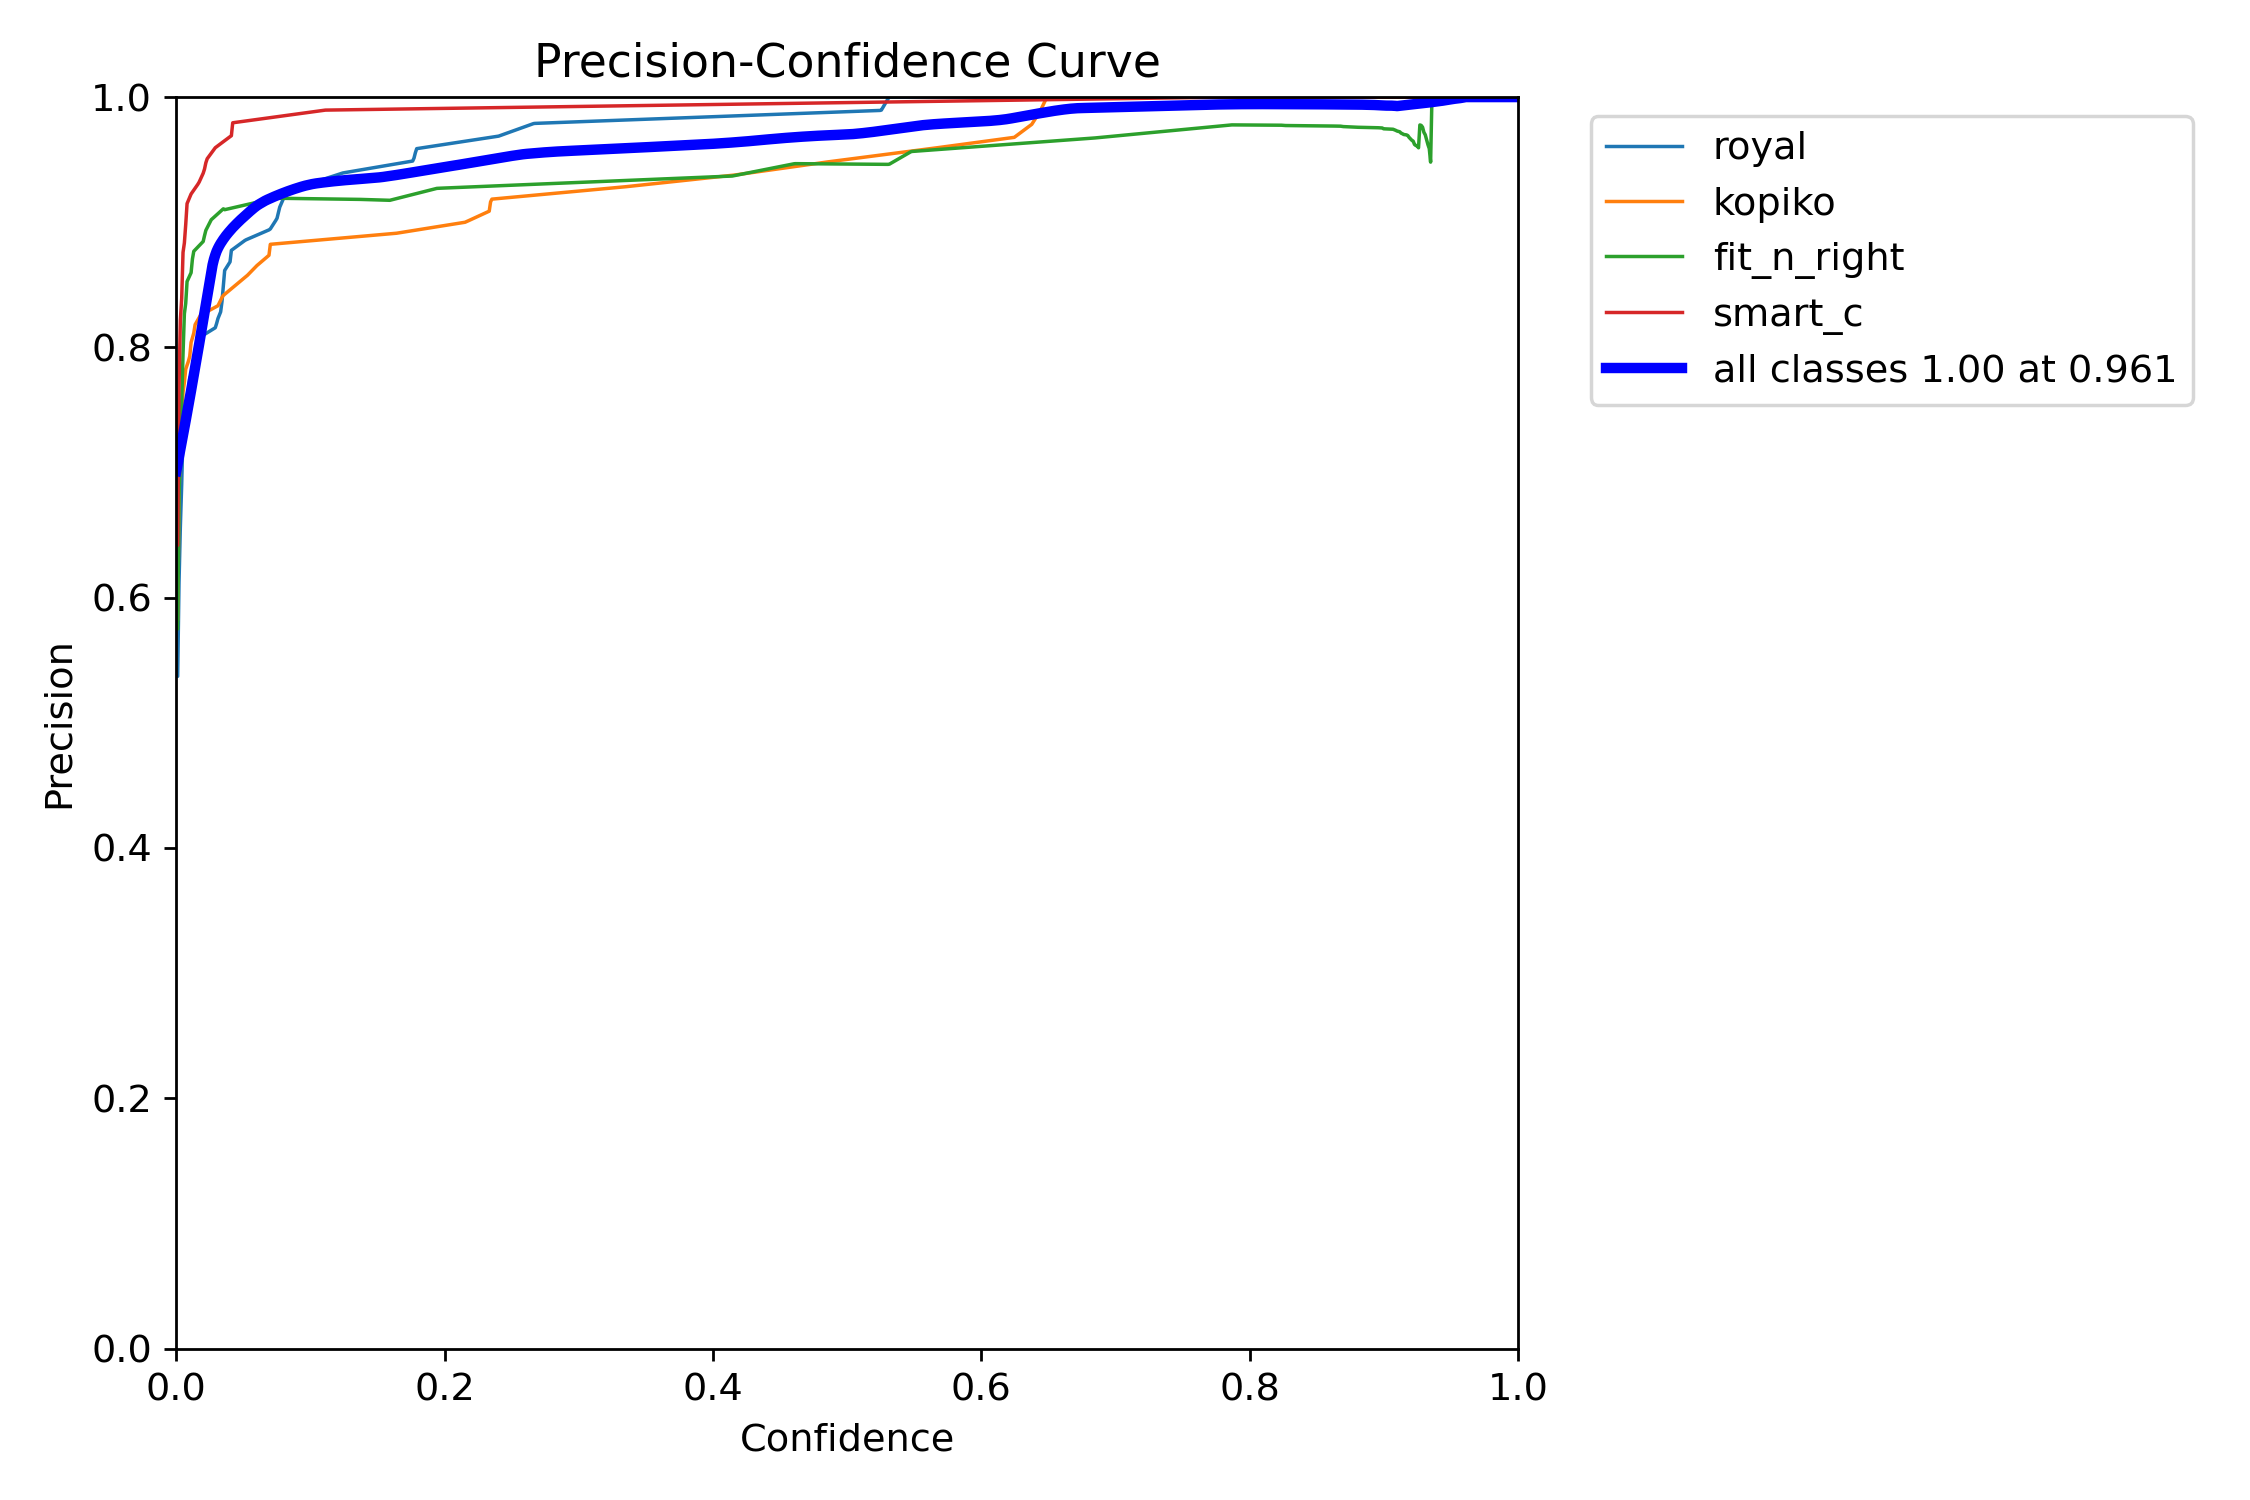 Precision-Confidence Curve
1.0
0.8
0.6
0.4
0.2
0.0
Precision
0.0 0.2 0.4 0.6 0.8 1.0
Confidence
royal
kopiko
fit_n_right
smart_c
all classes 1.00 at 0.961